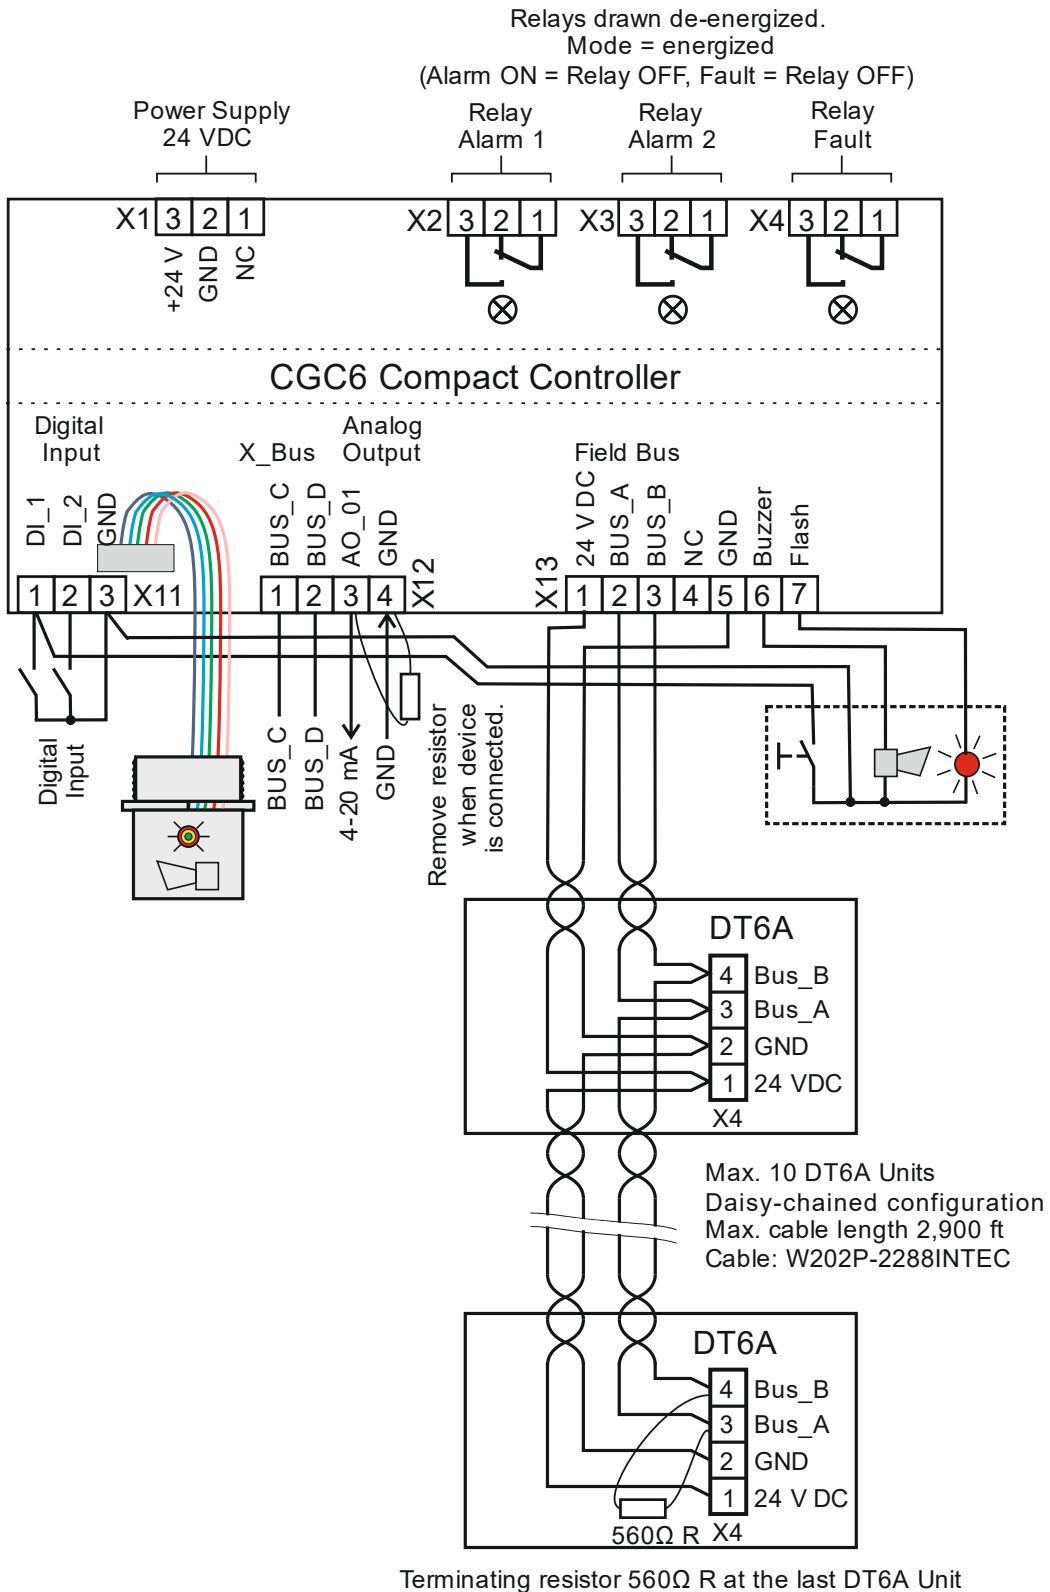 Relays drawn de-energized.
Mode = energized
(Alarm ON = Relay OFF, Fault = Relay OFF)
Power Supply
24 VDC
Relay
Alarm 1
Relay
Alarm 2
Relay
Fault
X1 3 2 1
X2 3 2 1
X3 3 2 1
X4 3 2 1
+24 V
GND
NC
CGC6 Compact Controller
Digital
Input
X_Bus
Analog
Output
Field Bus
DI_1
DI_2
GND
BUS_C
BUS_D
AO_01
GND
24 V DC
BUS_A
BUS_B
NC
GND
Buzzer
Flash
1 2 3 X11
1 2 3 4 X12
X13 1 2 3 4 5 6 7
Digital
Input
BUS_C
BUS_D
4-20 mA
GND
Remove resistor
when device
is connected.
DT6A
4 Bus_B
3 Bus_A
2 GND
1 24 VDC
X4
Max. 10 DT6A Units
Daisy-chained configuration
Max. cable length 2,900 ft
Cable: W202P-2288INTEC
DT6A
4 Bus_B
3 Bus_A
2 GND
1 24 V DC
560Ω R X4
Terminating resistor 560Ω R at the last DT6A Unit